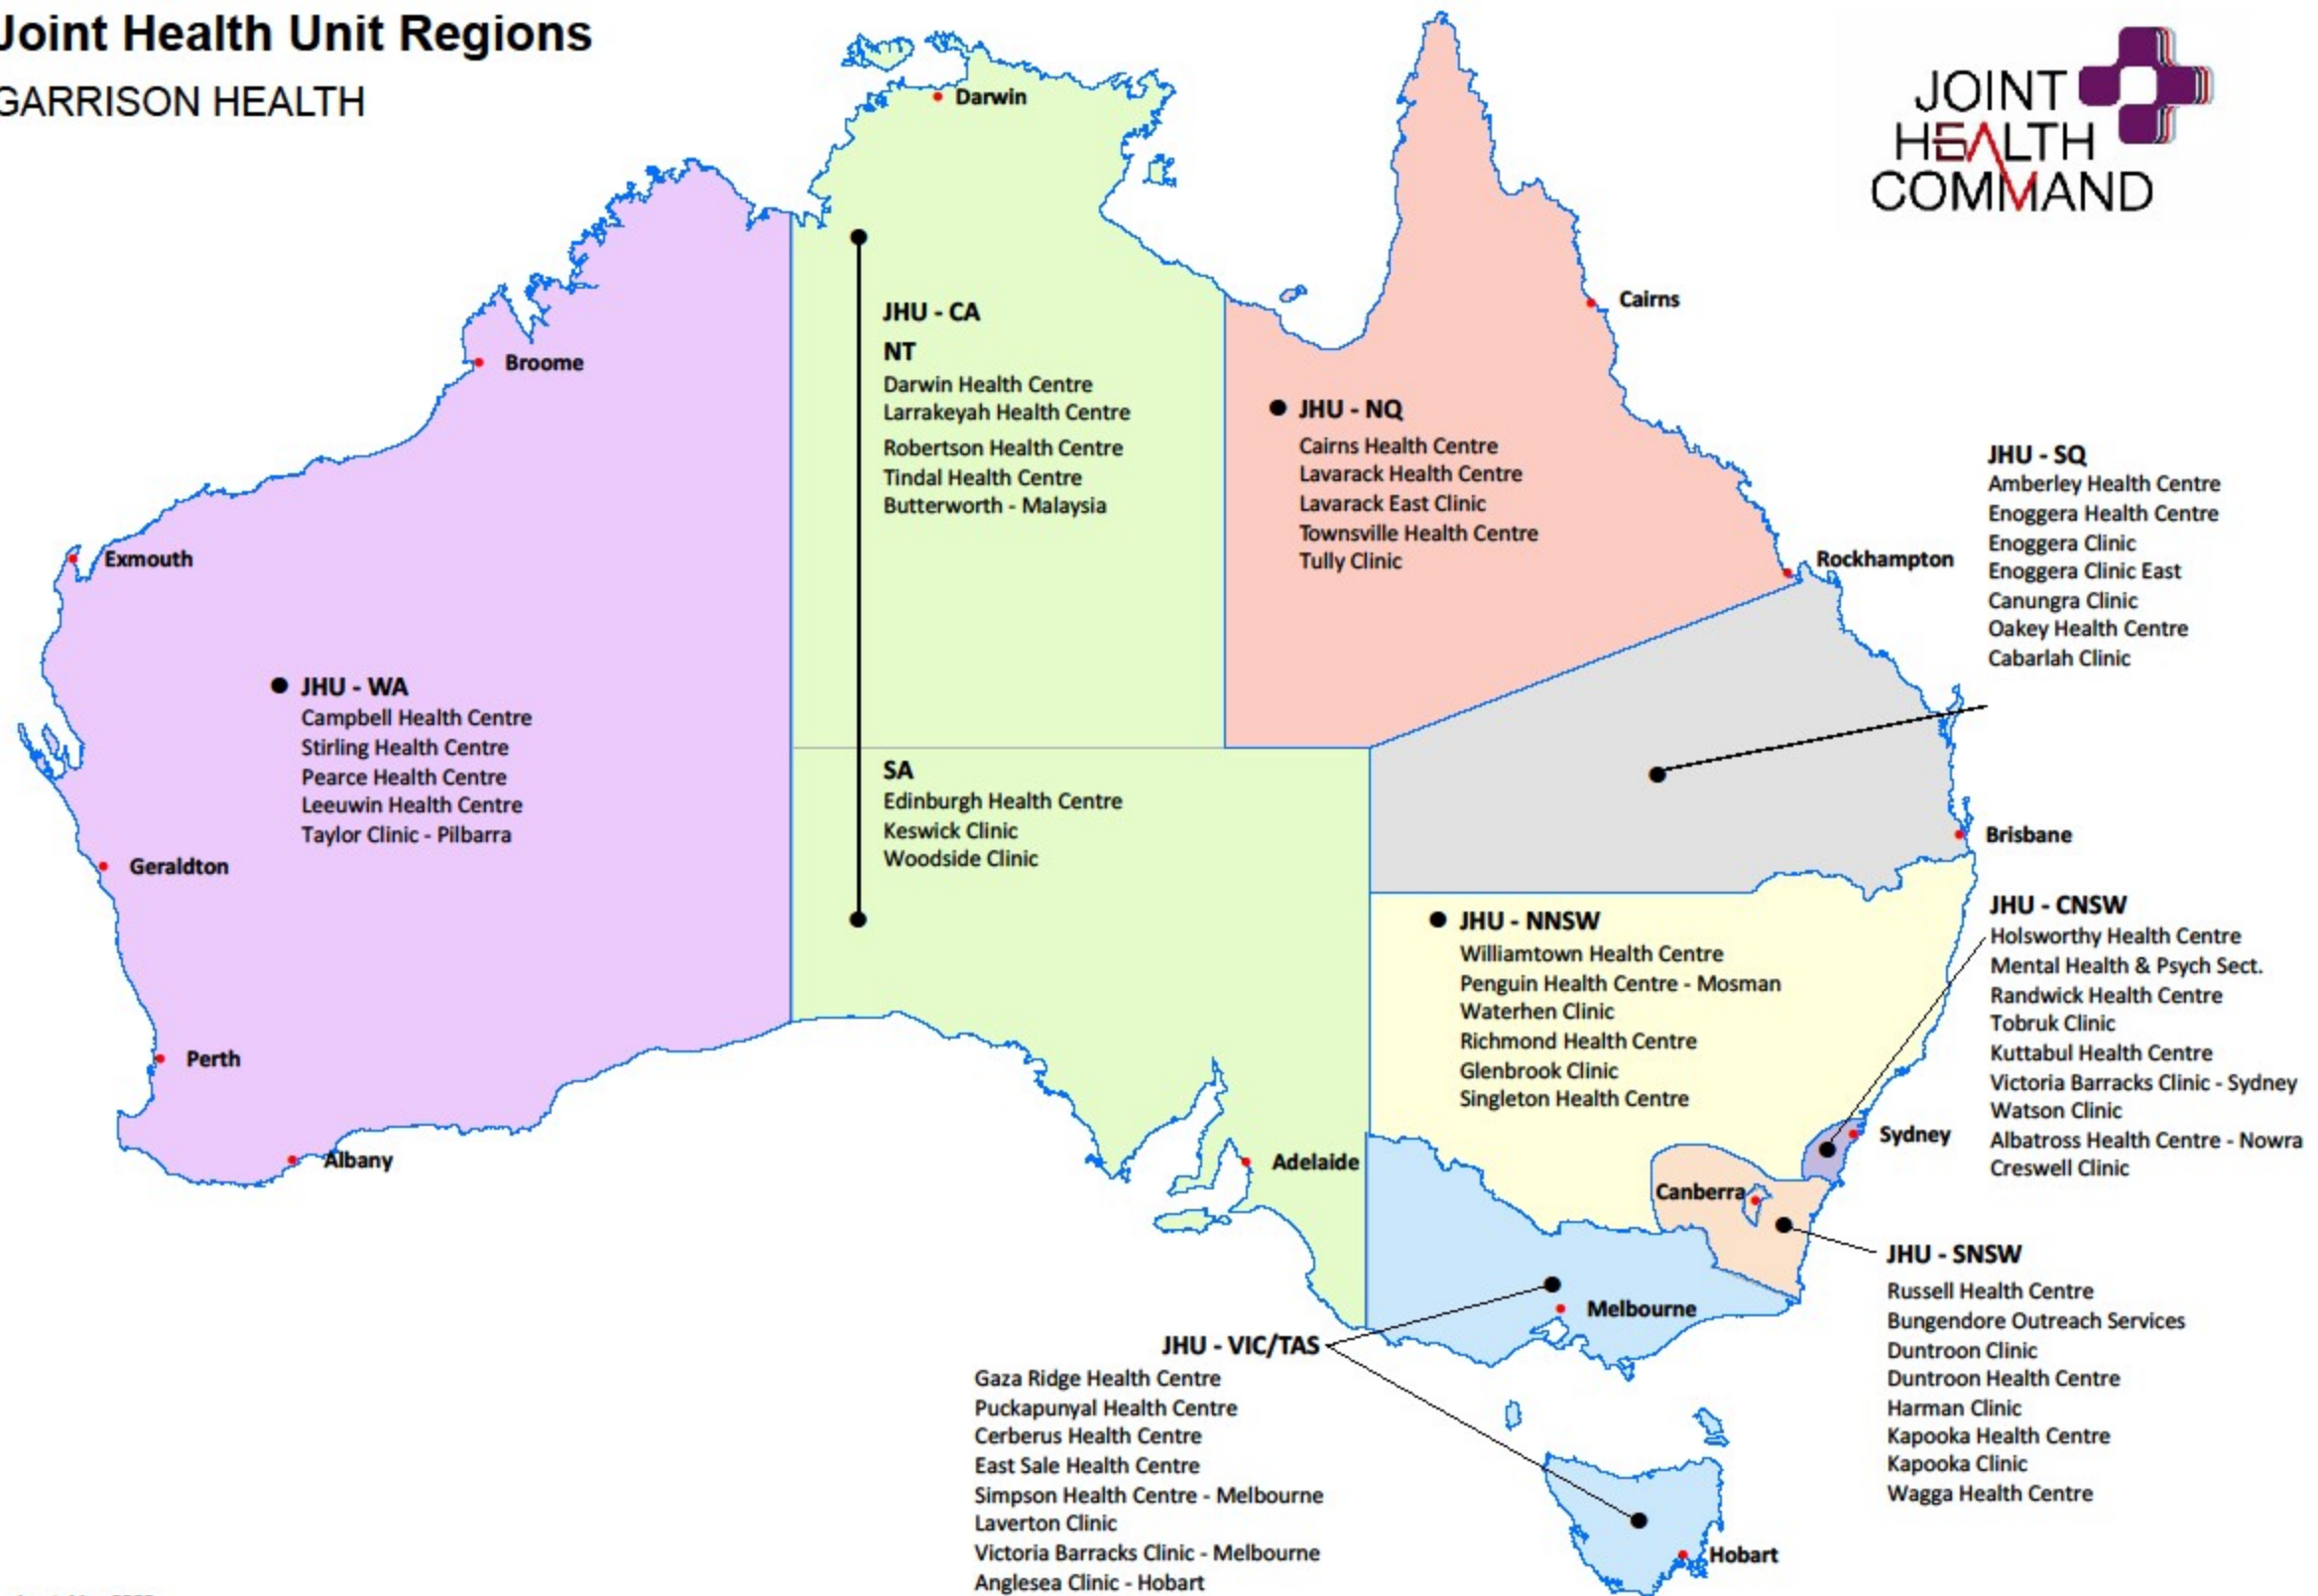 Joint Health Unit Regions
GARRISON HEALTH
JOINT
HEALTH
COMMAND
Darwin
Cairns
Broome
Exmouth
Rockhampton
Geraldton
Brisbane
Perth
Albany
Adelaide
Sydney
Canberra
Melbourne
Hobart
JHU - CA
NT
Darwin Health Centre
Larrakeyah Health Centre
Robertson Health Centre
Tindal Health Centre
Butterworth - Malaysia
SA
Edinburgh Health Centre
Keswick Clinic
Woodside Clinic
JHU - NQ
Cairns Health Centre
Lavarack Health Centre
Lavarack East Clinic
Townsville Health Centre
Tully Clinic
JHU - SQ
Amberley Health Centre
Enoggera Health Centre
Enoggera Clinic
Enoggera Clinic East
Canungra Clinic
Oakey Health Centre
Cabarlah Clinic
JHU - WA
Campbell Health Centre
Stirling Health Centre
Pearce Health Centre
Leeuwin Health Centre
Taylor Clinic - Pilbarra
JHU - NNSW
Williamtown Health Centre
Penguin Health Centre - Mosman
Waterhen Clinic
Richmond Health Centre
Glenbrook Clinic
Singleton Health Centre
JHU - CNSW
Holsworthy Health Centre
Mental Health & Psych Sect.
Randwick Health Centre
Tobruk Clinic
Kuttabul Health Centre
Victoria Barracks Clinic - Sydney
Watson Clinic
Albatross Health Centre - Nowra
Creswell Clinic
JHU - SNSW
Russell Health Centre
Bungendore Outreach Services
Duntroon Clinic
Duntroon Health Centre
Harman Clinic
Kapooka Health Centre
Kapooka Clinic
Wagga Health Centre
JHU - VIC/TAS
Gaza Ridge Health Centre
Puckapunyal Health Centre
Cerberus Health Centre
East Sale Health Centre
Simpson Health Centre - Melbourne
Laverton Clinic
Victoria Barracks Clinic - Melbourne
Anglesea Clinic - Hobart